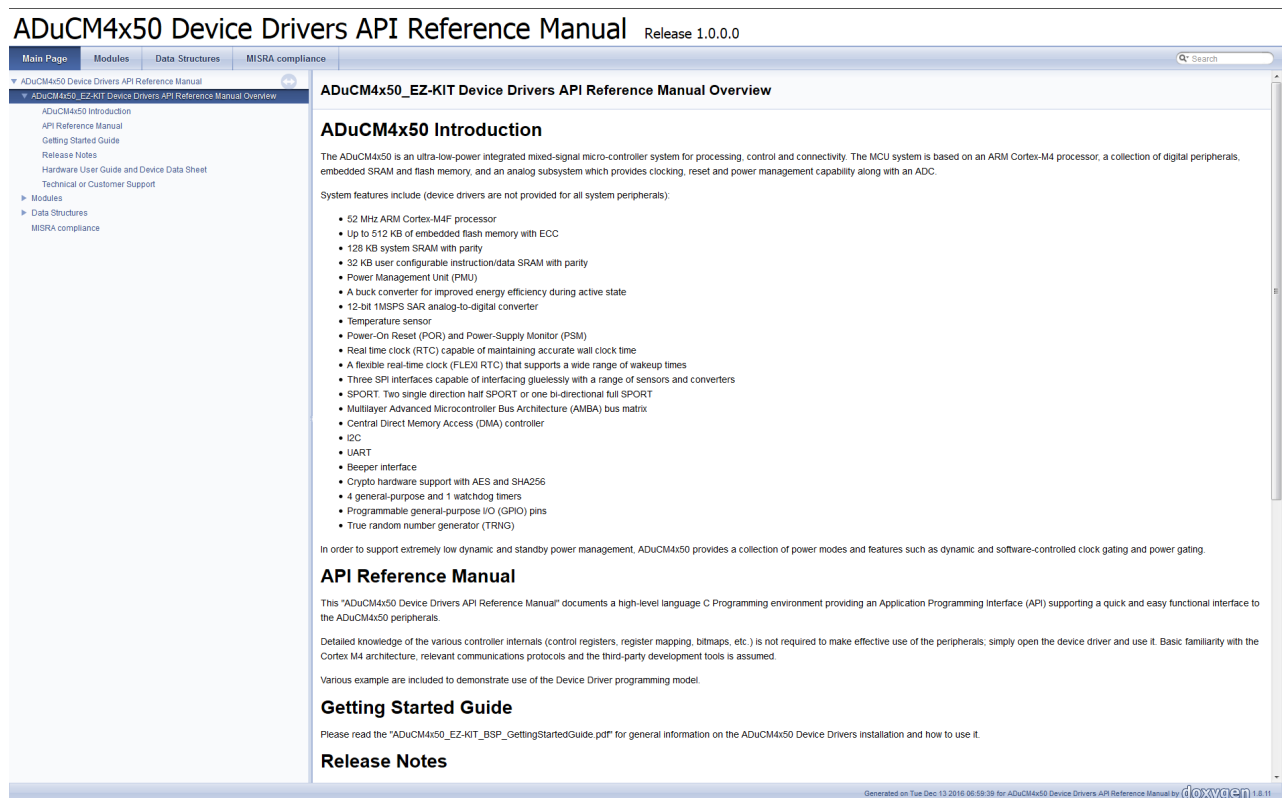 ADuCM4x50 Device Drivers API Reference Manual Release 1.0.0.0
Main Page Modules Data Structures MISRA compliance Search
ADuCM4x50 Device Drivers API Reference Manual
ADuCM4x50_EZ-KIT Device Drivers API Reference Manual Overview
ADuCM4x50 Introduction
API Reference Manual
Getting Started Guide
Release Notes
Hardware User Guide and Device Data Sheet
Technical or Customer Support
Modules
Data Structures
MISRA compliance
ADuCM4x50_EZ-KIT Device Drivers API Reference Manual Overview
ADuCM4x50 Introduction
The ADuCM4x50 is an ultra-low-power integrated mixed-signal micro-controller system for processing, control and connectivity. The MCU system is based on an ARM Cortex-M4 processor, a collection of digital peripherals,
embedded SRAM and flash memory, and an analog subsystem which provides clocking, reset and power management capability along with an ADC.
System features include (device drivers are not provided for all system peripherals):
• 52 MHz ARM Cortex-M4F processor
• Up to 512 KB of embedded flash memory with ECC
• 128 KB system SRAM with parity
• 32 KB user configurable instruction/data SRAM with parity
• Power Management Unit (PMU)
• A buck converter for improved energy efficiency during active state
• 12-bit 1MSPS SAR analog-to-digital converter
• Temperature sensor
• Power-On Reset (POR) and Power-Supply Monitor (PSM)
• Real time clock (RTC) capable of maintaining accurate wall clock time
• A flexible real-time clock (FLEXI RTC) that supports a wide range of wakeup times
• Three SPI interfaces capable of interfacing gluelessly with a range of sensors and converters
• SPORT. Two single direction half SPORT or one bi-directional full SPORT
• Multilayer Advanced Microcontroller Bus Architecture (AMBA) bus matrix
• Central Direct Memory Access (DMA) controller
• I2C
• UART
• Beeper interface
• Crypto hardware support with AES and SHA256
• 4 general-purpose and 1 watchdog timers
• Programmable general-purpose I/O (GPIO) pins
• True random number generator (TRNG)
In order to support extremely low dynamic and standby power management, ADuCM4x50 provides a collection of power modes and features such as dynamic and software-controlled clock gating and power gating.
API Reference Manual
This "ADuCM4x50 Device Drivers API Reference Manual" documents a high-level language C Programming environment providing an Application Programming Interface (API) supporting a quick and easy functional interface to
the ADuCM4x50 peripherals.
Detailed knowledge of the various controller internals (control registers, register mapping, bitmaps, etc.) is not required to make effective use of the peripherals; simply open the device driver and use it. Basic familiarity with the
Cortex M4 architecture, relevant communications protocols and the third-party development tools is assumed.
Various example are included to demonstrate use of the Device Driver programming model.
Getting Started Guide
Please read the "ADuCM4x50_EZ-KIT_BSP_GettingStartedGuide.pdf" for general information on the ADuCM4x50 Device Drivers installation and how to use it.
Release Notes
Generated on Tue Dec 13 2016 06:59:39 for ADuCM4x50 Device Drivers API Reference Manual by doxygen 1.8.11